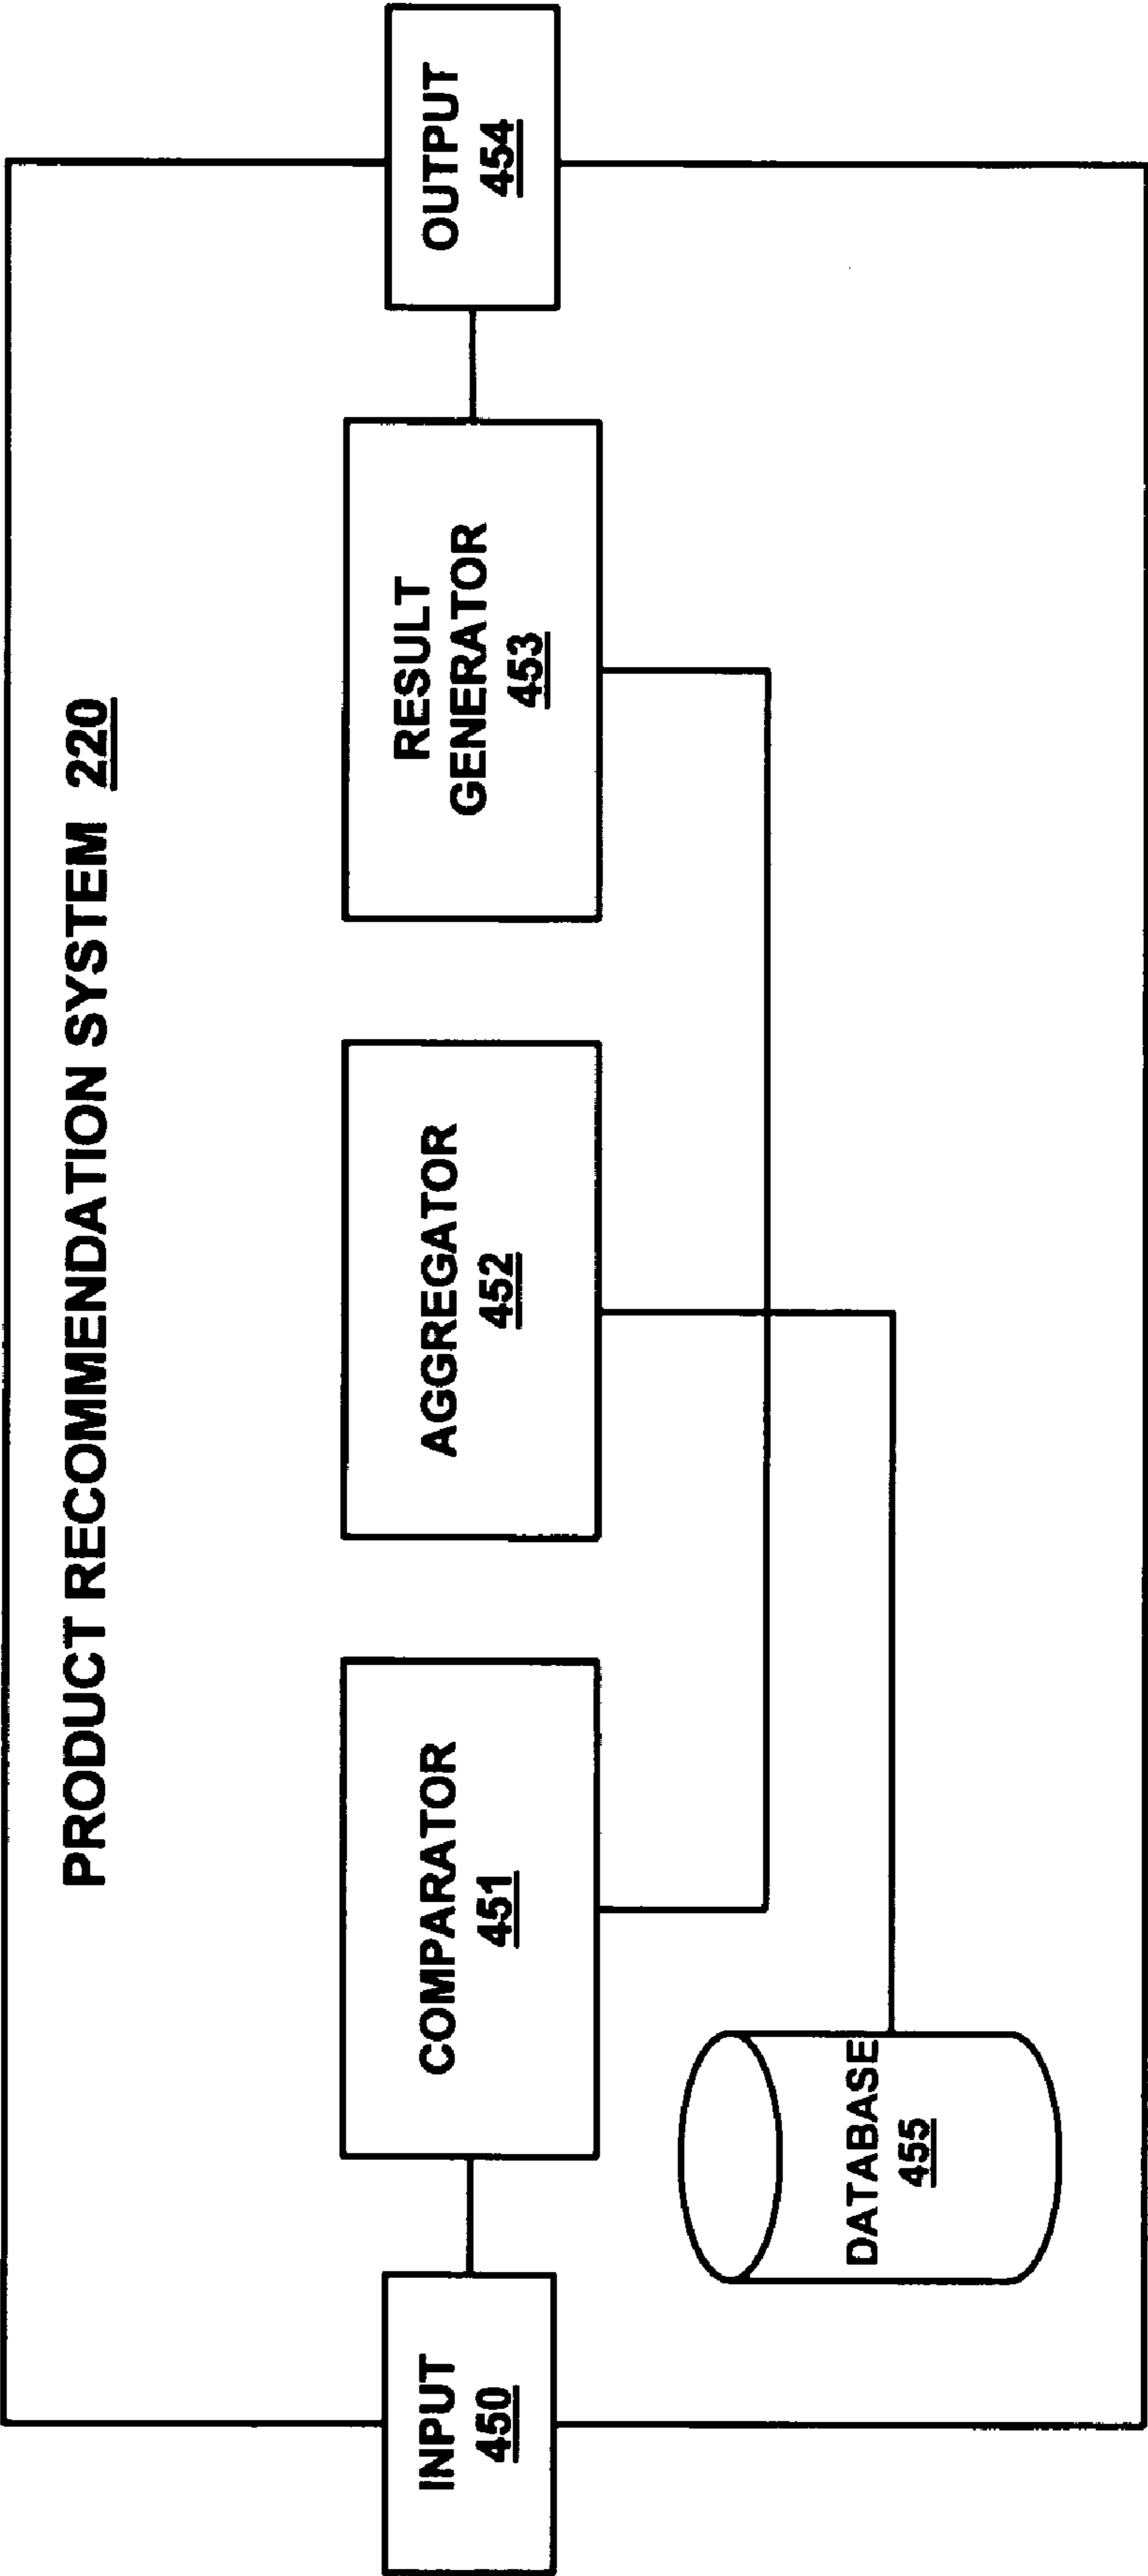 PRODUCT RECOMMENDATION SYSTEM 220
INPUT
450
COMPARATOR
451
AGGREGATOR
452
RESULT
GENERATOR
453
OUTPUT
454
DATABASE
455